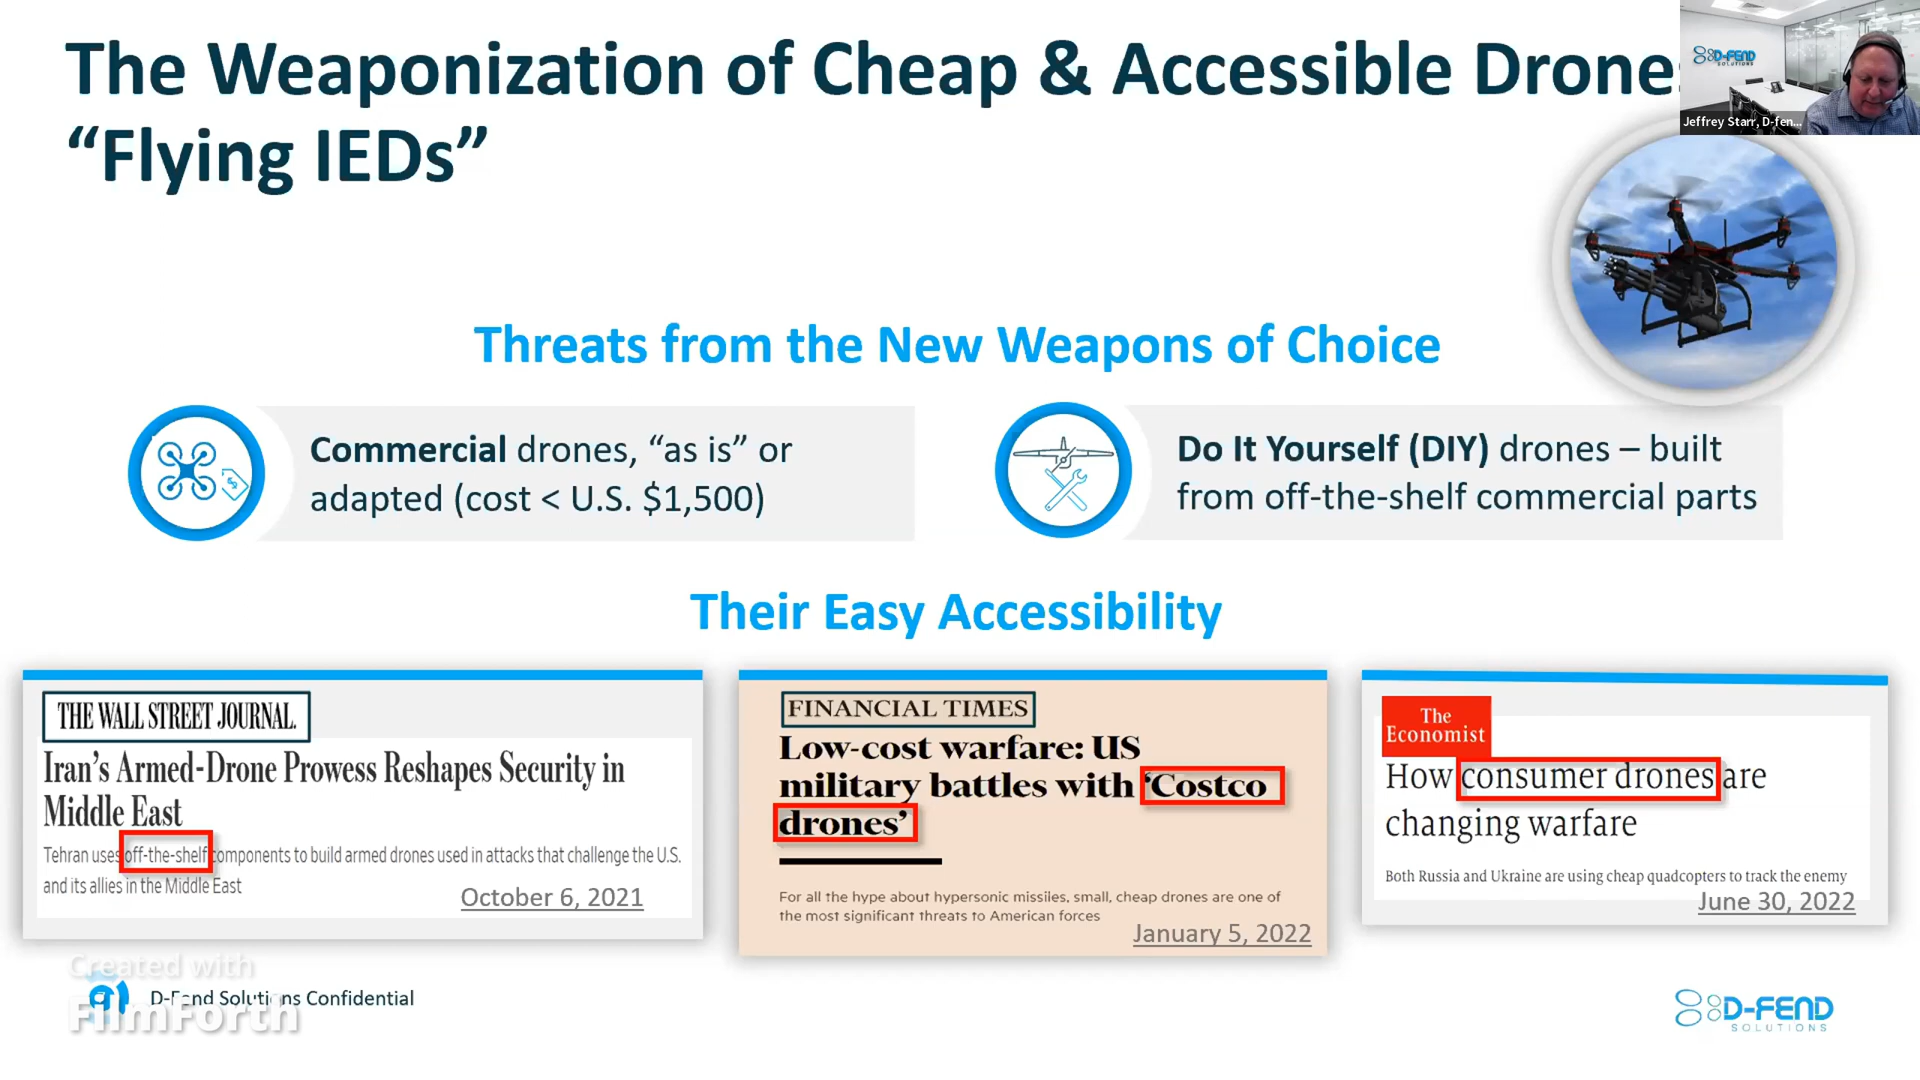 The Weaponization of Cheap & Accessible Drone
“Flying IEDs”
D-FEND
SOLUTIONS
Jeffrey Starr, D-fen...
Threats from the New Weapons of Choice
Commercial drones, “as is” or
adapted (cost < U.S. $1,500)
Do It Yourself (DIY) drones – built
from off-the-shelf commercial parts
Their Easy Accessibility
THE WALL STREET JOURNAL.
Iran’s Armed-Drone Prowess Reshapes Security in
Middle East
Tehran uses off-the-shelf components to build armed drones used in attacks that challenge the U.S.
and its allies in the Middle East
October 6, 2021
FINANCIAL TIMES
Low-cost warfare: US
military battles with ‘Costco
drones’
For all the hype about hypersonic missiles, small, cheap drones are one of
the most significant threats to American forces
January 5, 2022
The
Economist
How consumer drones are
changing warfare
Both Russia and Ukraine are using cheap quadcopters to track the enemy
June 30, 2022
Created with
FilmForth
D-Fend Solutions Confidential
D-FEND
SOLUTIONS